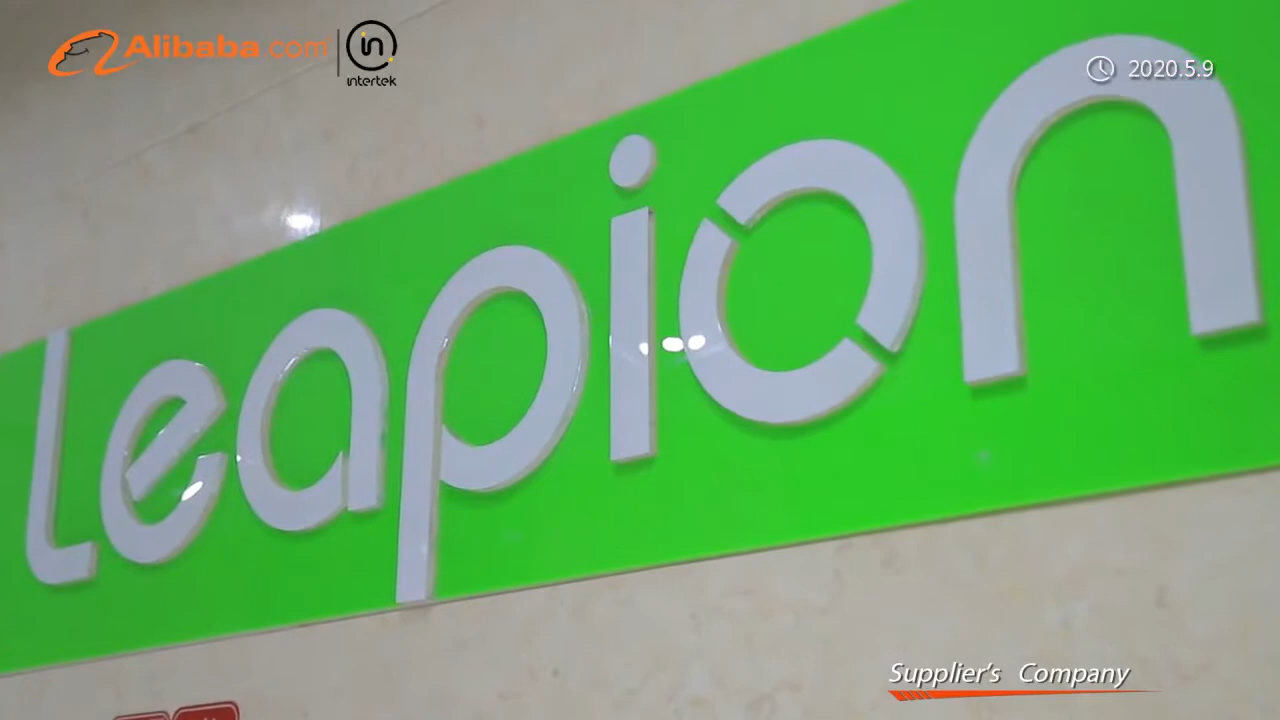 Alibaba.com
intertek
2020.5.9
leapion
Supplier's Company